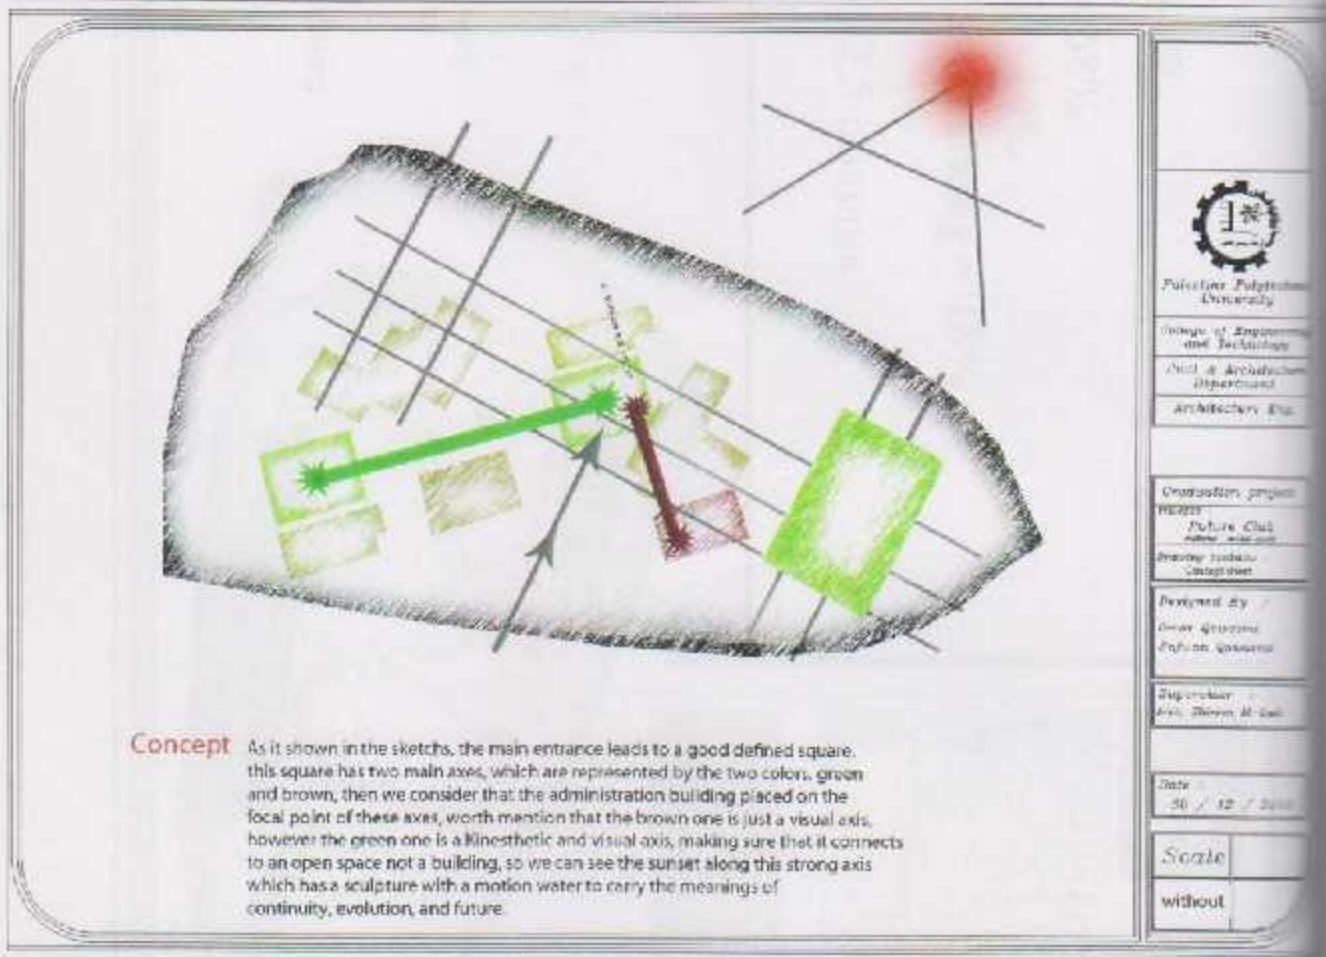 Concept
As it shown in the sketchs, the main entrance leads to a good defined square.
this square has two main axes, which are represented by the two colors, green
and brown, then we consider that the administration building placed on the
focal point of these axes, worth mention that the brown one is just a visual axis,
however the green one is a Kinesthetic and visual axis, making sure that it connects
to an open space not a building, so we can see the sunset along this strong axis
which has a sculpture with a motion water to carry the meanings of
continuity, evolution, and future.
Palestine Polytechnic
University
College of Engineering
and Technology
Civil & Architecture
Department
Architecture Eng.
Graduation project
Future Club
Concept sheet
Designed By :
Supervisor :
Date :
30 / 12 /
Scale
without